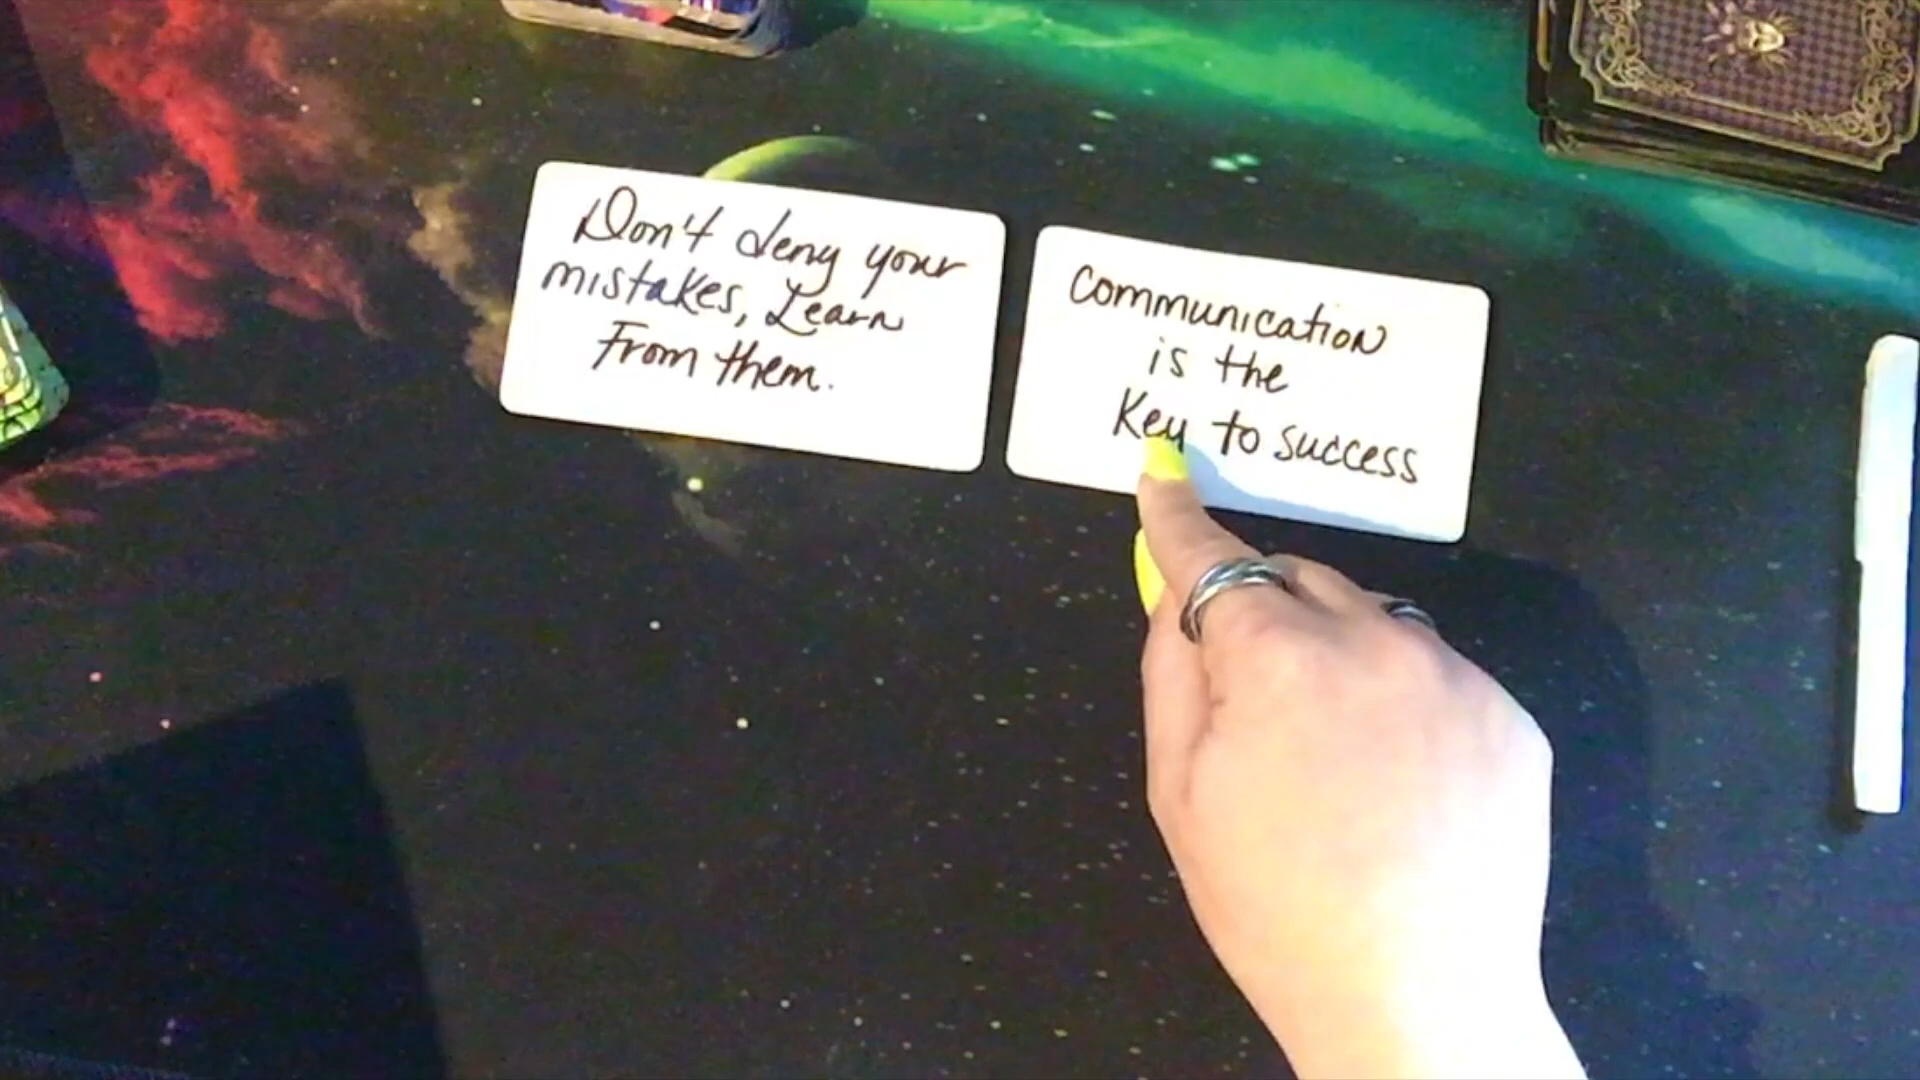 Don't deny your
mistakes, Learn
From them.
Communication
is the
Key to success